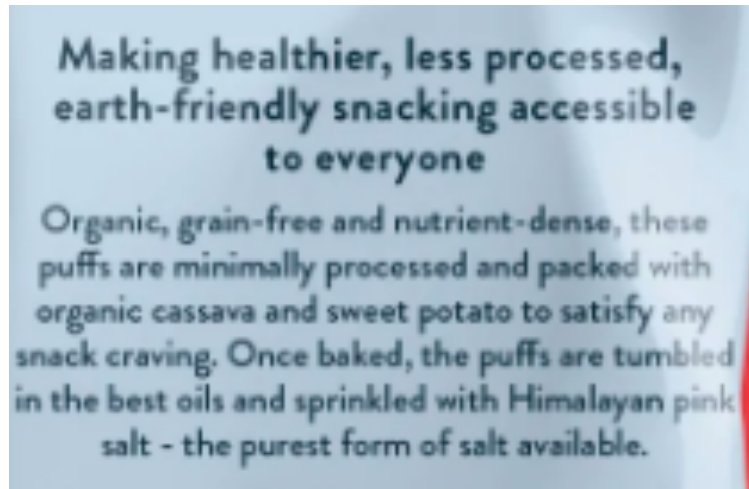 Making healthier, less processed,
earth-friendly snacking accessible
to everyone
Organic, grain-free and nutrient-dense, these
puffs are minimally processed and packed with
organic cassava and sweet potato to satisfy any
snack craving. Once baked, the puffs are tumbled
in the best oils and sprinkled with Himalayan pink
salt - the purest form of salt available.